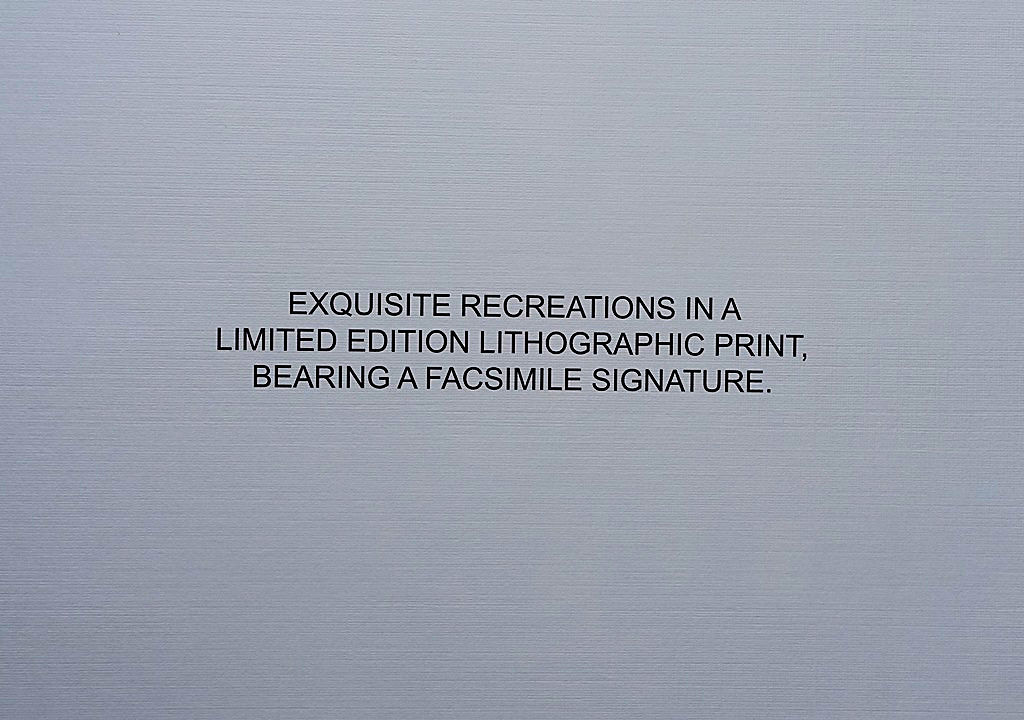 EXQUISITE RECREATIONS IN A
LIMITED EDITION LITHOGRAPHIC PRINT,
BEARING A FACSIMILE SIGNATURE.